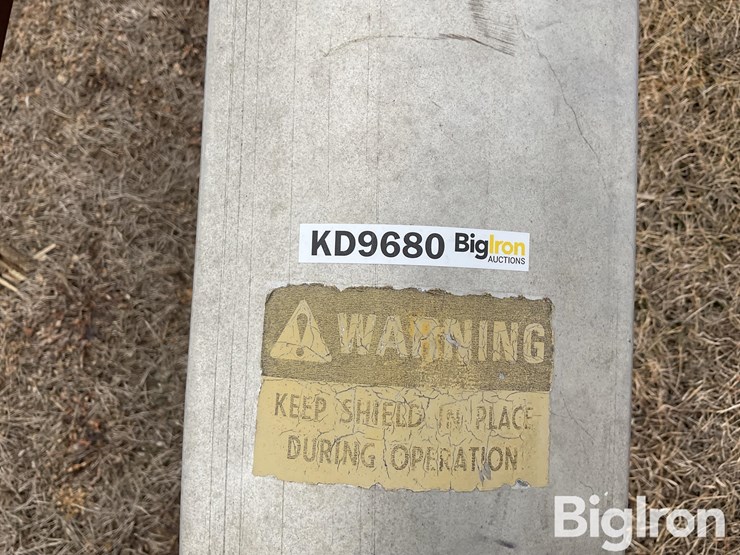 KD9680 BigIron
AUCTIONS
WARNING
KEEP SHIELD IN PLACE
DURING OPERATION
BigIron